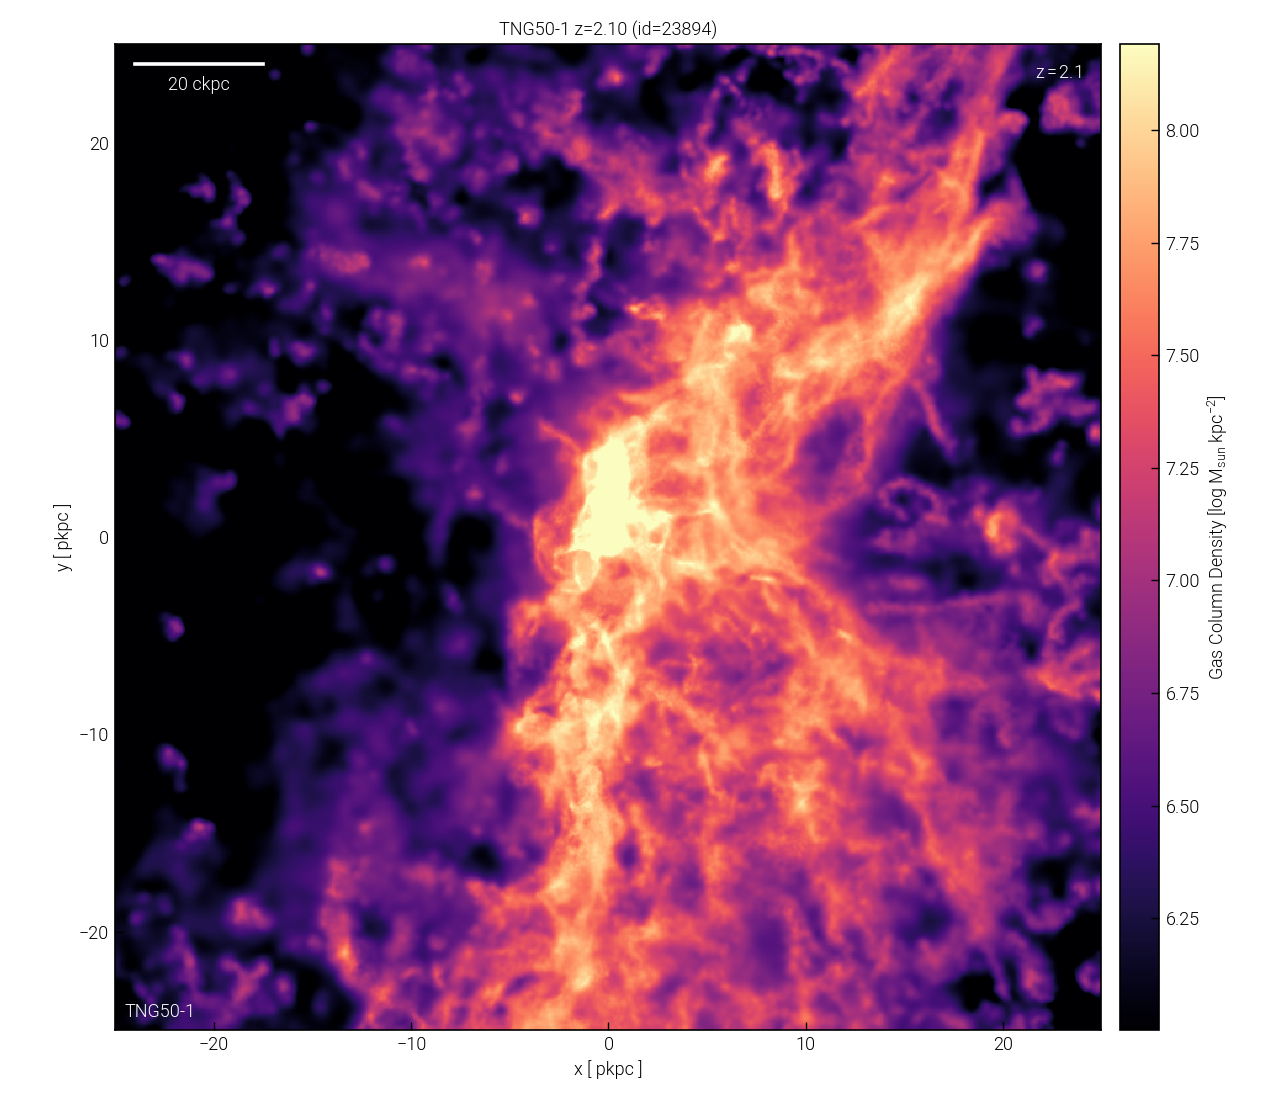 TNG50-1 z=2.10 (id=23894)
20 ckpc
z=2.1
20
10
0
−10
−20
y [ pkpc ]
TNG50-1
−20
−10
0
10
20
x [ pkpc ]
8.00
7.75
7.50
7.25
7.00
6.75
6.50
6.25
Gas Column Density [log M_sun kpc⁻²]